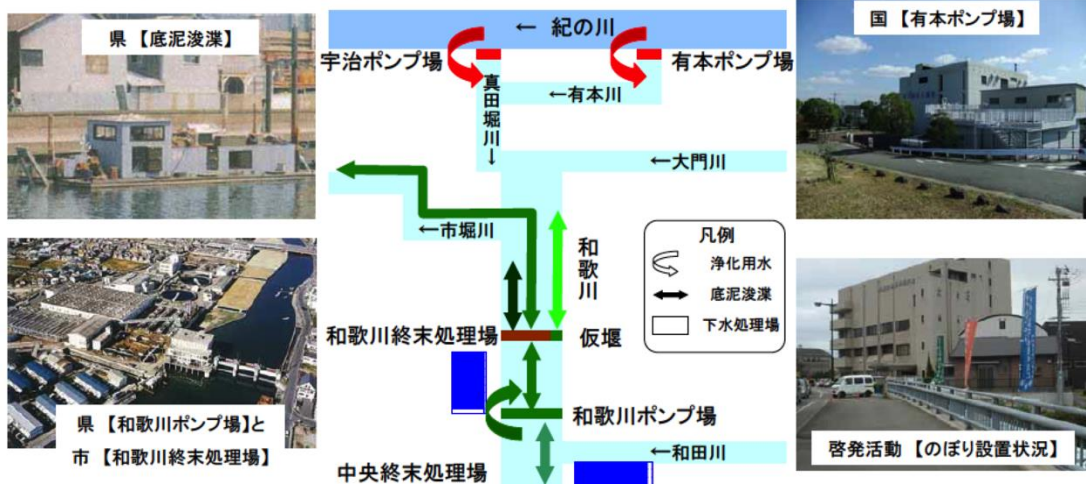 県 【底泥浚渫】
← 紀の川
宇治ポンプ場
有本ポンプ場
真田堀川→
←有本川
←大門川
←市堀川
和歌川
国 【有本ポンプ場】
凡例
浄化用水
底泥浚渫
下水処理場
和歌川終末処理場
仮堰
和歌川ポンプ場
←和田川
中央終末処理場
県 【和歌川ポンプ場】と
市 【和歌川終末処理場】
啓発活動 【のぼり設置状況】